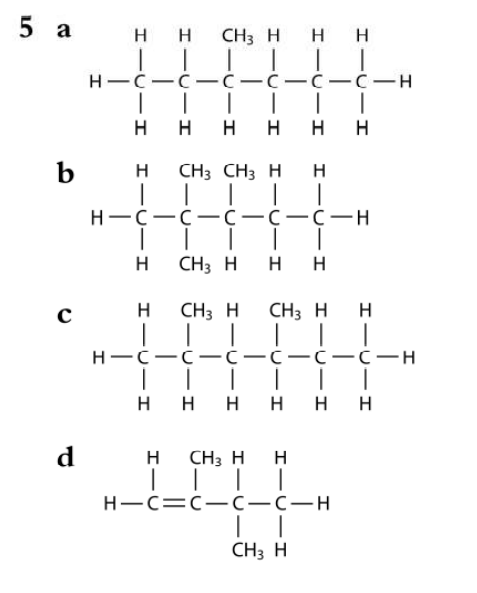 5 a
H H CH₃ H H H
H—C—C—C—C—C—C—H
H H H H H H
b
H CH₃ CH₃ H H
H—C—C—C—C—C—H
H CH₃ H H H
c
H CH₃ H CH₃ H H
H—C—C—C—C—C—C—H
H H H H H H
d
H CH₃ H H
H—C=C—C—C—H
CH₃ H